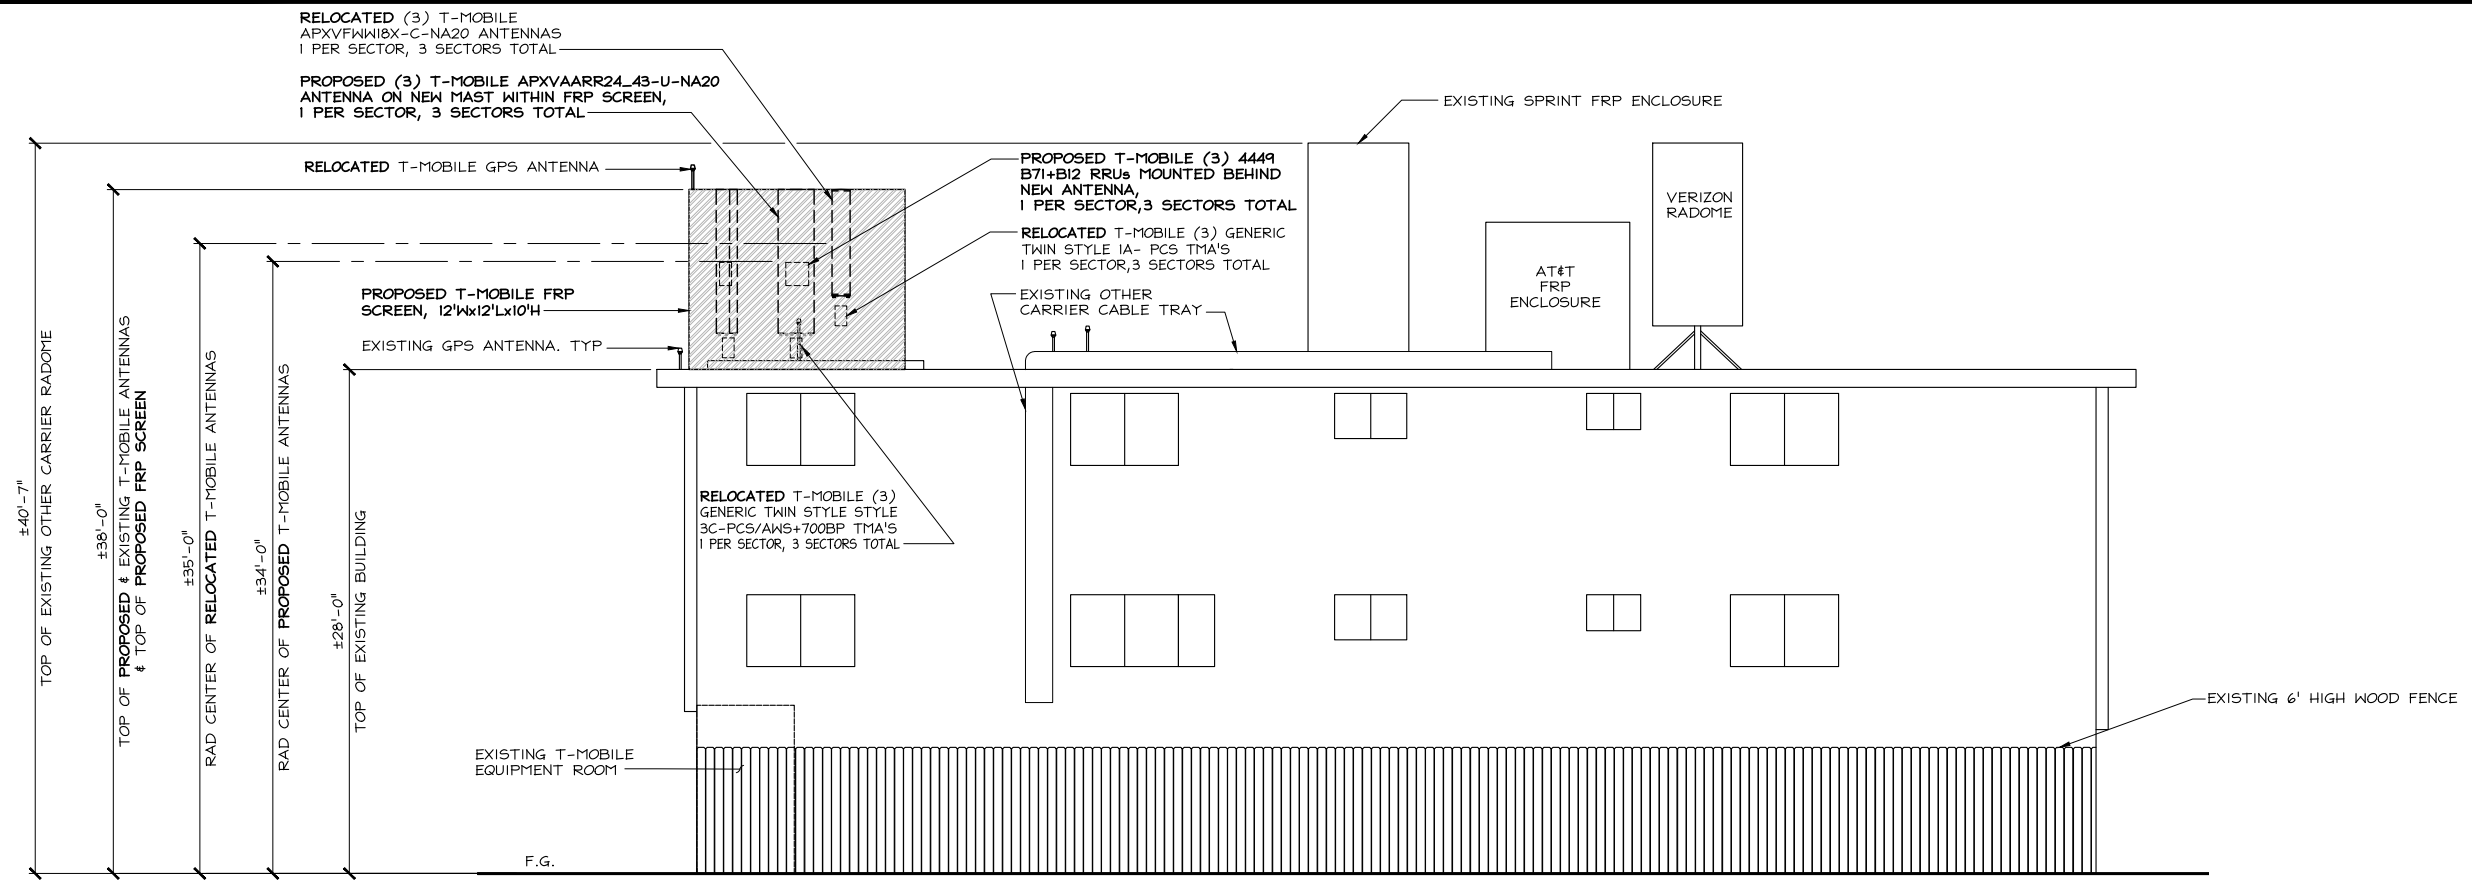 RELOCATED (3) T-MOBILE
APXVFWW18X-C-NA20 ANTENNAS
1 PER SECTOR, 3 SECTORS TOTAL
PROPOSED (3) T-MOBILE APXVAARR24_43-U-NA20
ANTENNA ON NEW MAST WITHIN FRP SCREEN,
1 PER SECTOR, 3 SECTORS TOTAL
EXISTING SPRINT FRP ENCLOSURE
RELOCATED T-MOBILE GPS ANTENNA
PROPOSED T-MOBILE (3) 4449
B71+B12 RRUs MOUNTED BEHIND
NEW ANTENNA,
1 PER SECTOR,3 SECTORS TOTAL
VERIZON
RADOME
RELOCATED T-MOBILE (3) GENERIC
TWIN STYLE 1A- PCS TMA'S
1 PER SECTOR,3 SECTORS TOTAL
AT&T
FRP
ENCLOSURE
PROPOSED T-MOBILE FRP
SCREEN, 12'Wx12'Lx10'H
EXISTING OTHER
CARRIER CABLE TRAY
EXISTING GPS ANTENNA. TYP
±40'-7"
TOP OF EXISTING OTHER CARRIER RADOME
±38'-0"
TOP OF PROPOSED & EXISTING T-MOBILE ANTENNAS
& TOP OF PROPOSED FRP SCREEN
±35'-0"
RAD CENTER OF RELOCATED T-MOBILE ANTENNAS
±34'-0"
RAD CENTER OF PROPOSED T-MOBILE ANTENNAS
±28'-0"
TOP OF EXISTING BUILDING
RELOCATED T-MOBILE (3)
GENERIC TWIN STYLE STYLE
3C-PCS/AWS+700BP TMA'S
1 PER SECTOR, 3 SECTORS TOTAL
EXISTING 6' HIGH WOOD FENCE
EXISTING T-MOBILE
EQUIPMENT ROOM
F.G.